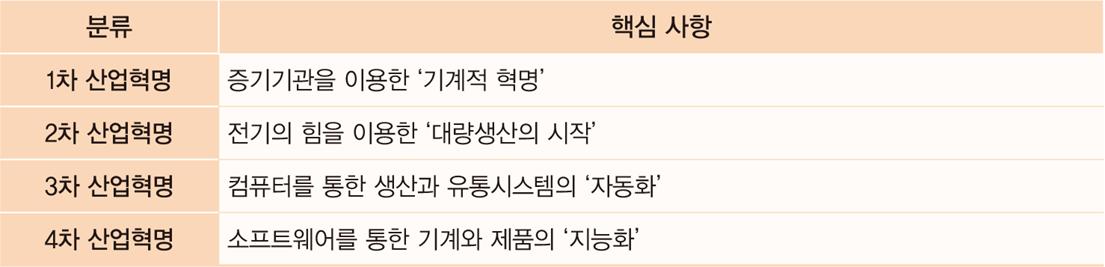 분류 핵심 사항
1차 산업혁명 증기기관을 이용한 ‘기계적 혁명’
2차 산업혁명 전기의 힘을 이용한 ‘대량생산의 시작’
3차 산업혁명 컴퓨터를 통한 생산과 유통시스템의 ‘자동화’
4차 산업혁명 소프트웨어를 통한 기계와 제품의 ‘지능화’